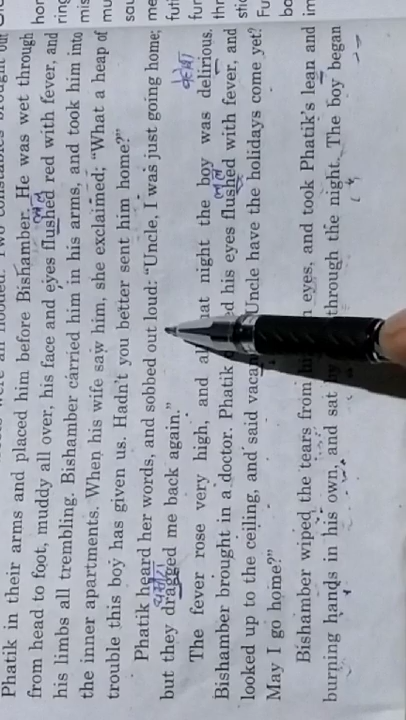 Phatik in their arms and placed him before Bishamber. He was wet through
from head to foot, muddy all over, his face and eyes flushed red with fever, and
his limbs all trembling. Bishamber carried him in his arms, and took him into
the inner apartments. When his wife saw him, she exclaimed; "What a heap of
trouble this boy has given us. Hadn't you better sent him home?"
Phatik heard her words, and sobbed out loud: "Uncle, I was just going home;
but they dragged me back again."
The fever rose very high, and all that night the boy was delirious.
Bishamber brought in a doctor. Phatik his eyes flushed with fever, and
looked up to the ceiling, and said Uncle have the holidays come yet?
May I go home?"
Bishamber wiped the tears from eyes, and took Phatik's lean and
burning hands in his own, and sat through the night. The boy began